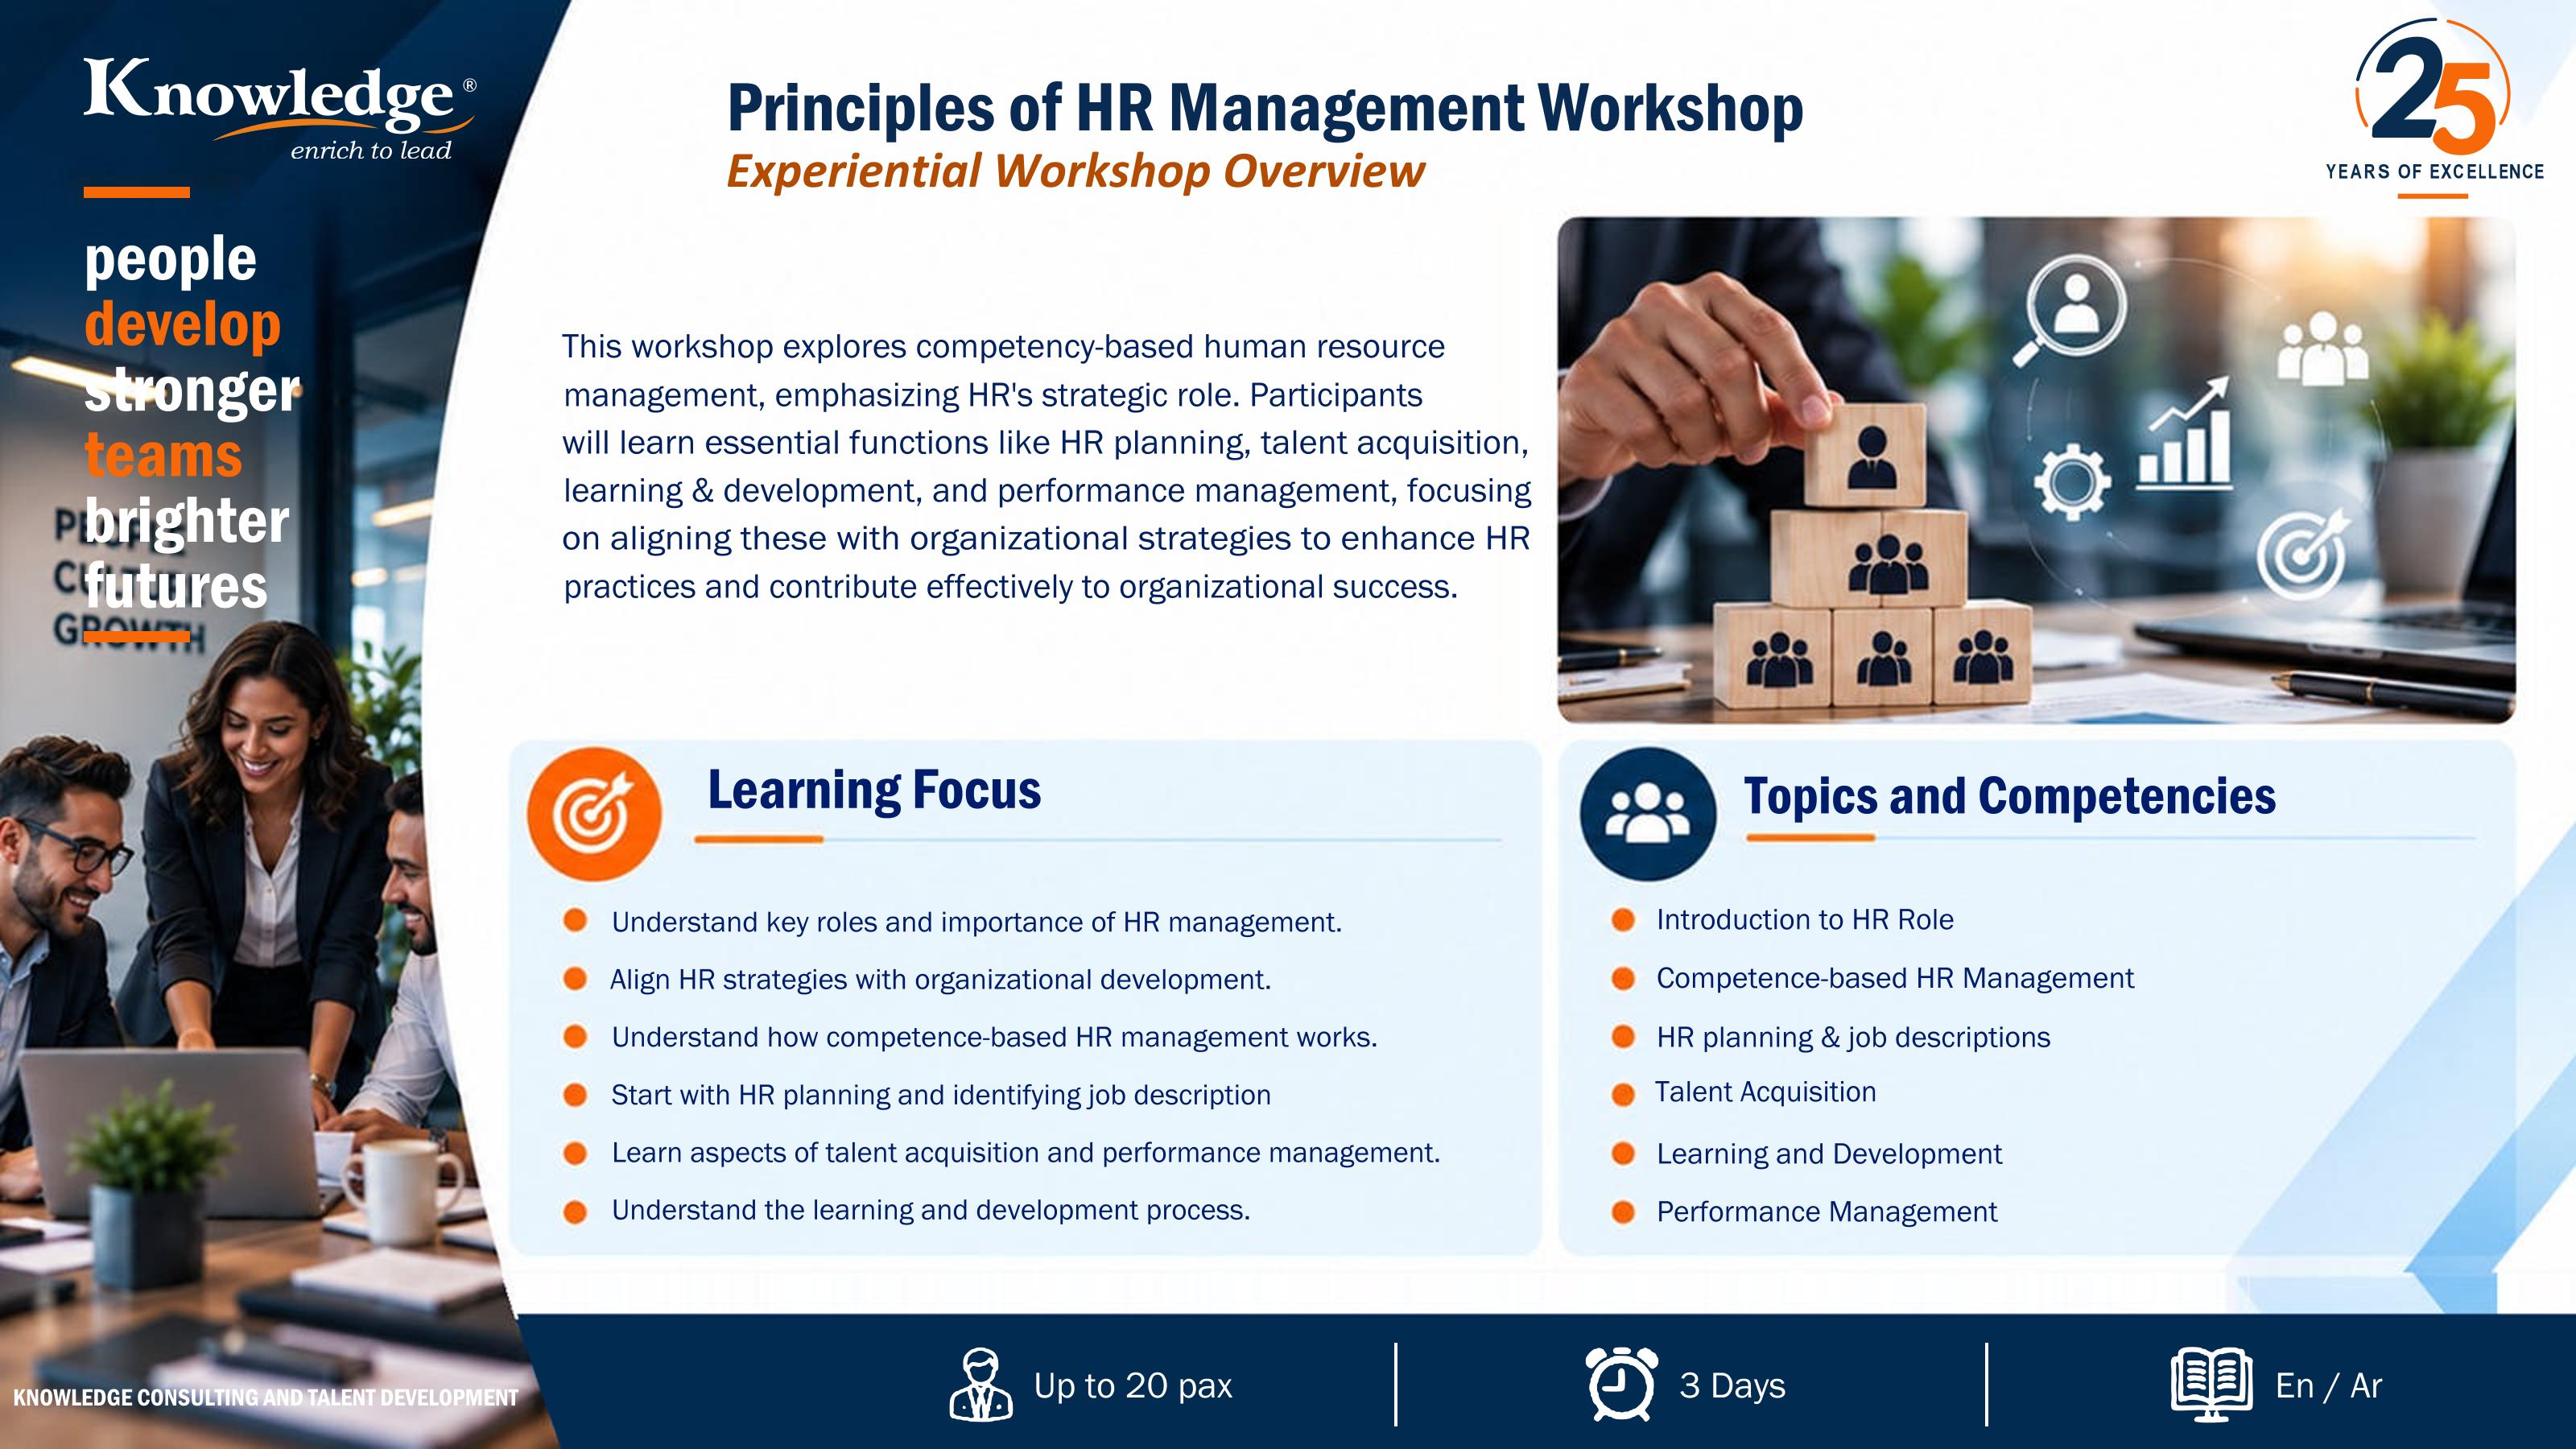 Knowledge®
enrich to lead
people
develop
stronger
teams
brighter
futures
PEOPLE
CULTURE
GROWTH
KNOWLEDGE CONSULTING AND TALENT DEVELOPMENT
Principles of HR Management Workshop
Experiential Workshop Overview
25
YEARS OF EXCELLENCE
This workshop explores competency-based human resource
management, emphasizing HR's strategic role. Participants
will learn essential functions like HR planning, talent acquisition,
learning & development, and performance management, focusing
on aligning these with organizational strategies to enhance HR
practices and contribute effectively to organizational success.
Learning Focus
Understand key roles and importance of HR management.
Align HR strategies with organizational development.
Understand how competence-based HR management works.
Start with HR planning and identifying job description
Learn aspects of talent acquisition and performance management.
Understand the learning and development process.
Topics and Competencies
Introduction to HR Role
Competence-based HR Management
HR planning & job descriptions
Talent Acquisition
Learning and Development
Performance Management
Up to 20 pax
3 Days
En / Ar